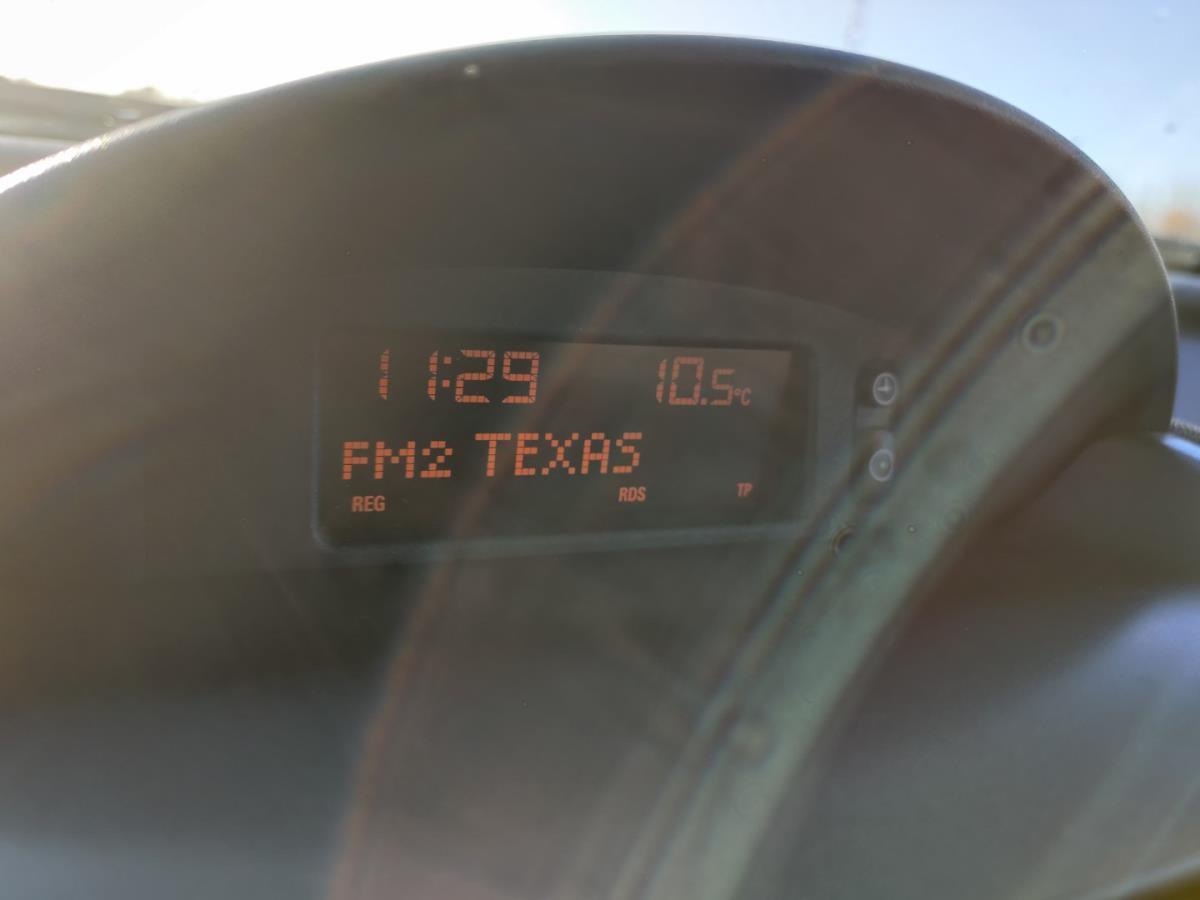 11:29 10.5°C
FM2 TEXAS
REG RDS TP